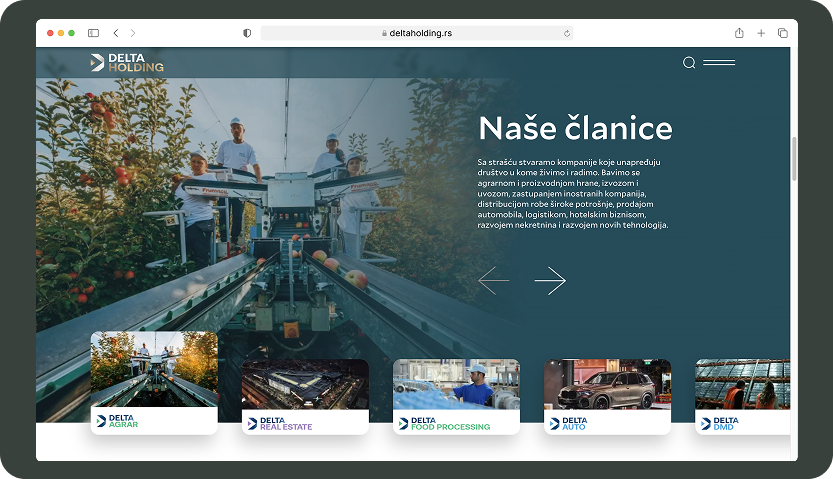 deltaholding.rs
DELTA
HOLDING
Naše članice
Sa strašću stvaramo kompanije koje unapređuju
društvo u kome živimo i radimo. Bavimo se
agrarnom i proizvodnjom hrane, izvozom i
uvozom, zastupanjem inostranih kompanija,
distribucijom robe široke potrošnje, prodajom
automobila, logistikom, hotelskim biznisom,
razvojem nekretnina i razvojem novih tehnologija.
DELTA
AGRAR
DELTA
REAL ESTATE
DELTA
FOOD PROCESSING
DELTA
AUTO
DELTA
DMD